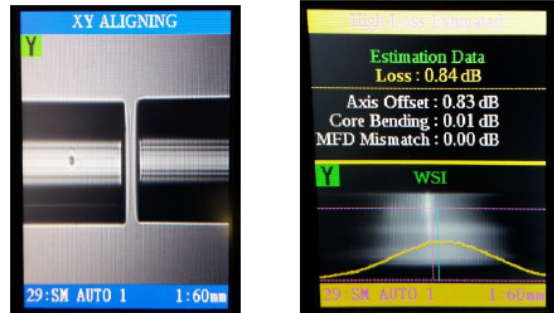 XY ALIGNING
Y
29:SM AUTO 1 1:60mm
High Loss Estimated
Estimation Data
Loss : 0.84 dB
Axis Offset : 0.83 dB
Core Bending : 0.01 dB
MFD Mismatch : 0.00 dB
Y WSI
29:SM AUTO 1 1:60mm